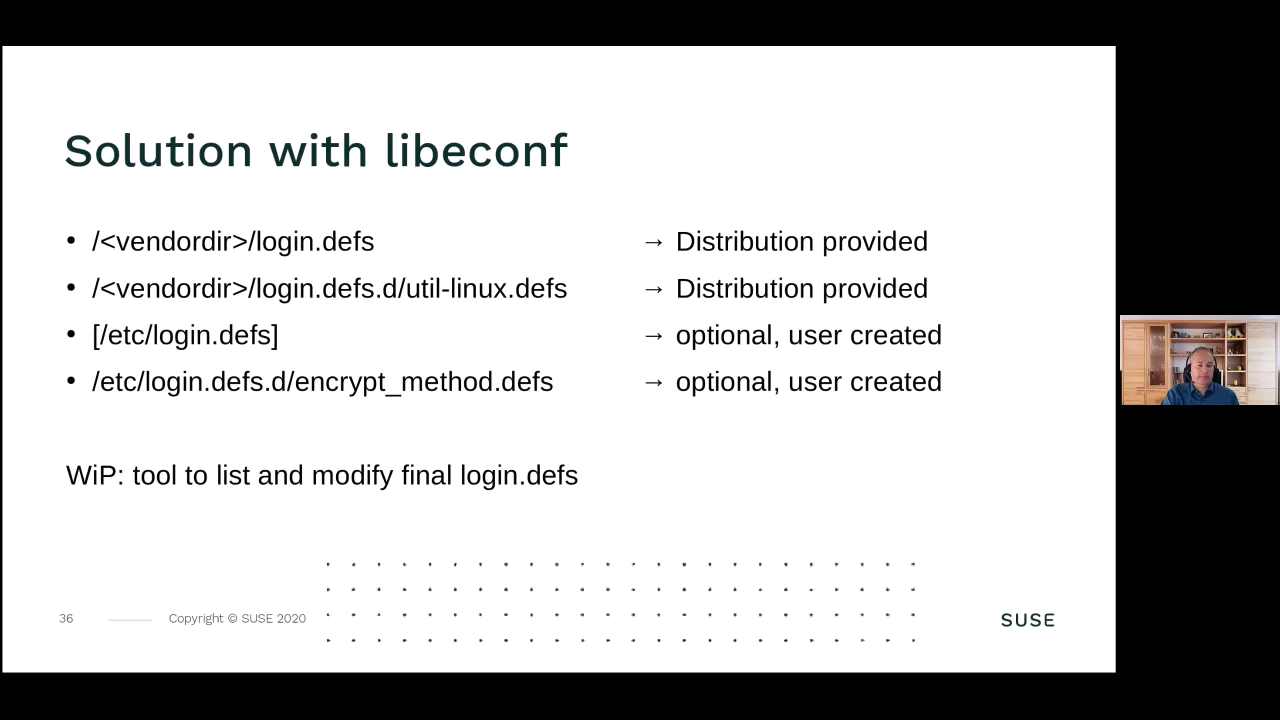 Solution with libeconf
• /<vendordir>/login.defs → Distribution provided
• /<vendordir>/login.defs.d/util-linux.defs → Distribution provided
• [/etc/login.defs] → optional, user created
• /etc/login.defs.d/encrypt_method.defs → optional, user created
WiP: tool to list and modify final login.defs
36 Copyright © SUSE 2020 SUSE